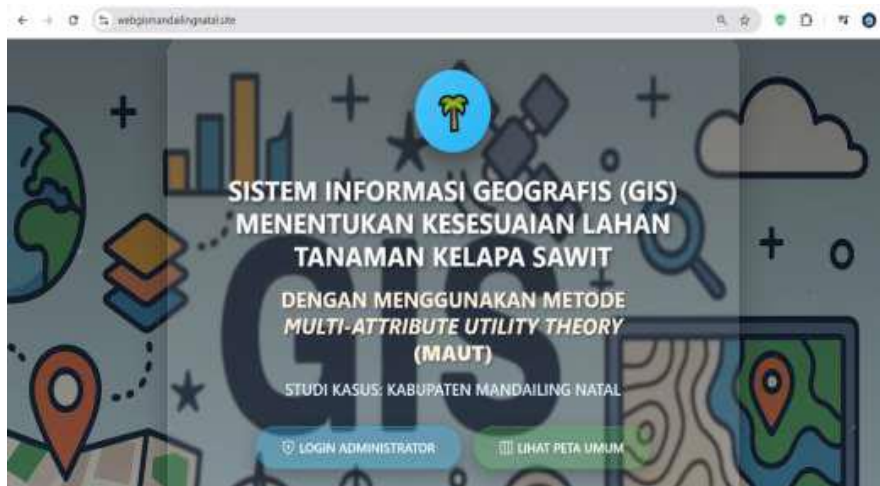 webgismandailingnatal.site
SISTEM INFORMASI GEOGRAFIS (GIS)
MENENTUKAN KESESUAIAN LAHAN
TANAMAN KELAPA SAWIT
DENGAN MENGGUNAKAN METODE
MULTI-ATTRIBUTE UTILITY THEORY
(MAUT)
STUDI KASUS: KABUPATEN MANDAILING NATAL
LOGIN ADMINISTRATOR
LIHAT PETA UMUM
GIS